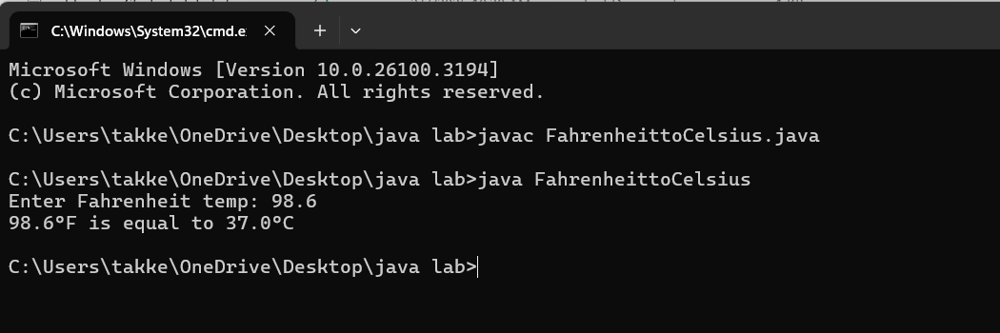 C:\Windows\System32\cmd.e
Microsoft Windows [Version 10.0.26100.3194]
(c) Microsoft Corporation. All rights reserved.
C:\Users\takke\OneDrive\Desktop\java lab>javac FahrenheittoCelsius.java
C:\Users\takke\OneDrive\Desktop\java lab>java FahrenheittoCelsius
Enter Fahrenheit temp: 98.6
98.6°F is equal to 37.0°C
C:\Users\takke\OneDrive\Desktop\java lab>